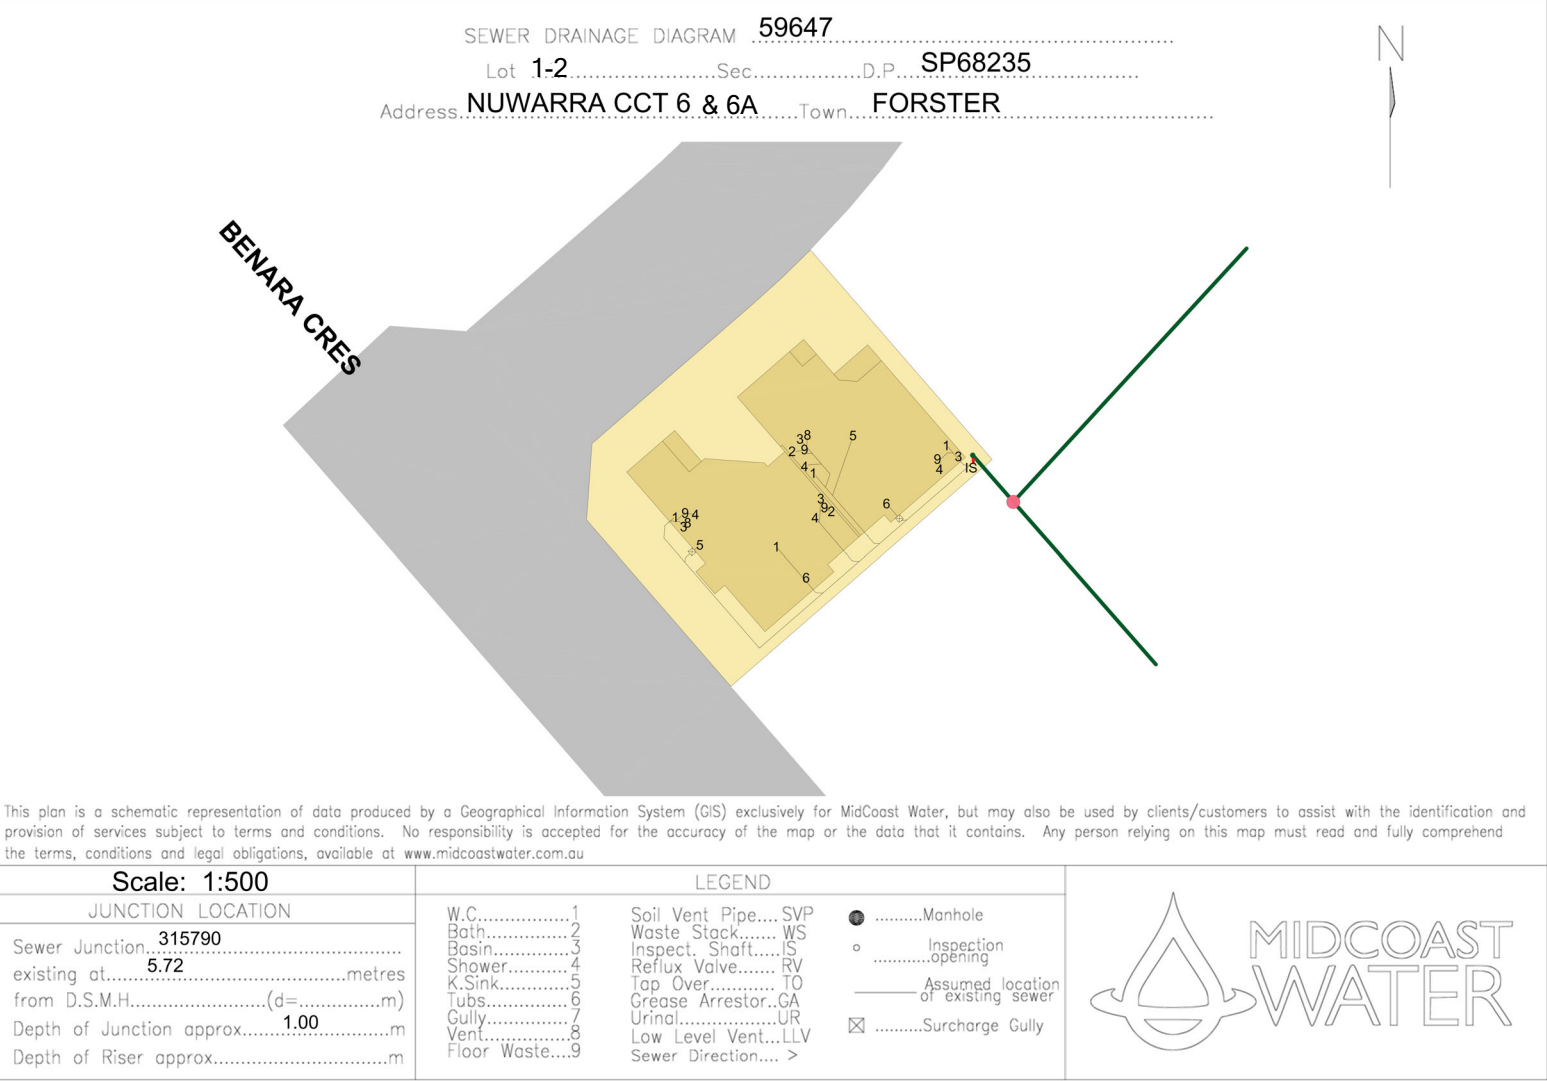 SEWER DRAINAGE DIAGRAM 59647
Lot 1-2 Sec. D.P. SP68235
Address. NUWARRA CCT 6 & 6A Town. FORSTER
N
BENARA CRES
3 8
2 9
5
4
1
1
9 3
4
IS
3
9 2
4
6
1 9 4
8
3
5
1
6
This plan is a schematic representation of data produced by a Geographical Information System (GIS) exclusively for MidCoast Water, but may also be used by clients/customers to assist with the identification and
provision of services subject to terms and conditions. No responsibility is accepted for the accuracy of the map or the data that it contains. Any person relying on this map must read and fully comprehend
the terms, conditions and legal obligations, available at www.midcoastwater.com.au
Scale: 1:500
JUNCTION LOCATION
Sewer Junction. 315790
existing at. 5.72 metres
from D.S.M.H. (d= m)
Depth of Junction approx. 1.00 m
Depth of Riser approx. m
LEGEND
W.C. 1
Bath. 2
Basin. 3
Shower. 4
K.Sink. 5
Tubs. 6
Gully. 7
Vent. 8
Floor Waste. 9
Soil Vent Pipe.... SVP
Waste Stack....... WS
Inspect. Shaft.....IS
Reflux Valve....... RV
Tap Over........... TO
Grease Arrestor..GA
Urinal...............UR
Low Level Vent...LLV
Sewer Direction.... >
Manhole
Inspection
opening
Assumed location
of existing sewer
Surcharge Gully
MIDCOAST
WATER